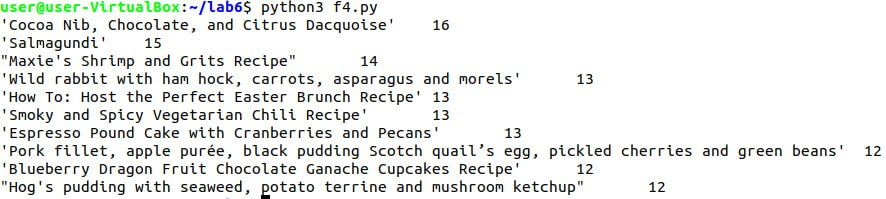 user@user-VirtualBox:~/lab6$ python3 f4.py
'Cocoa Nib, Chocolate, and Citrus Dacquoise' 16
'Salmagundi' 15
"Maxie's Shrimp and Grits Recipe" 14
'Wild rabbit with ham hock, carrots, asparagus and morels' 13
'How To: Host the Perfect Easter Brunch Recipe' 13
'Smoky and Spicy Vegetarian Chili Recipe' 13
'Espresso Pound Cake with Cranberries and Pecans' 13
'Pork fillet, apple purée, black pudding Scotch quail’s egg, pickled cherries and green beans' 12
'Blueberry Dragon Fruit Chocolate Ganache Cupcakes Recipe' 12
"Hog's pudding with seaweed, potato terrine and mushroom ketchup" 12